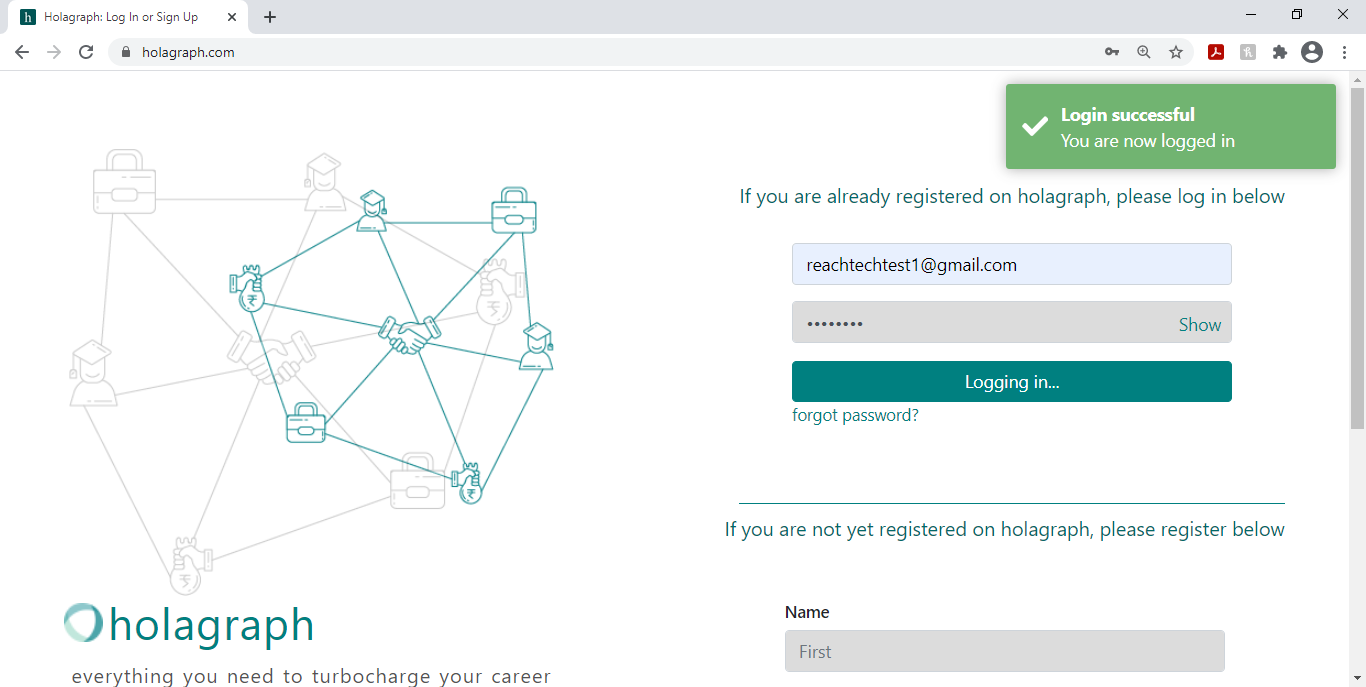 Holagraph: Log In or Sign Up
holagraph.com
Login successful
You are now logged in
If you are already registered on holagraph, please log in below
reachtechtest1@gmail.com
••••••••
Show
Logging in...
forgot password?
If you are not yet registered on holagraph, please register below
Name
First
holagraph
everything you need to turbocharge your career